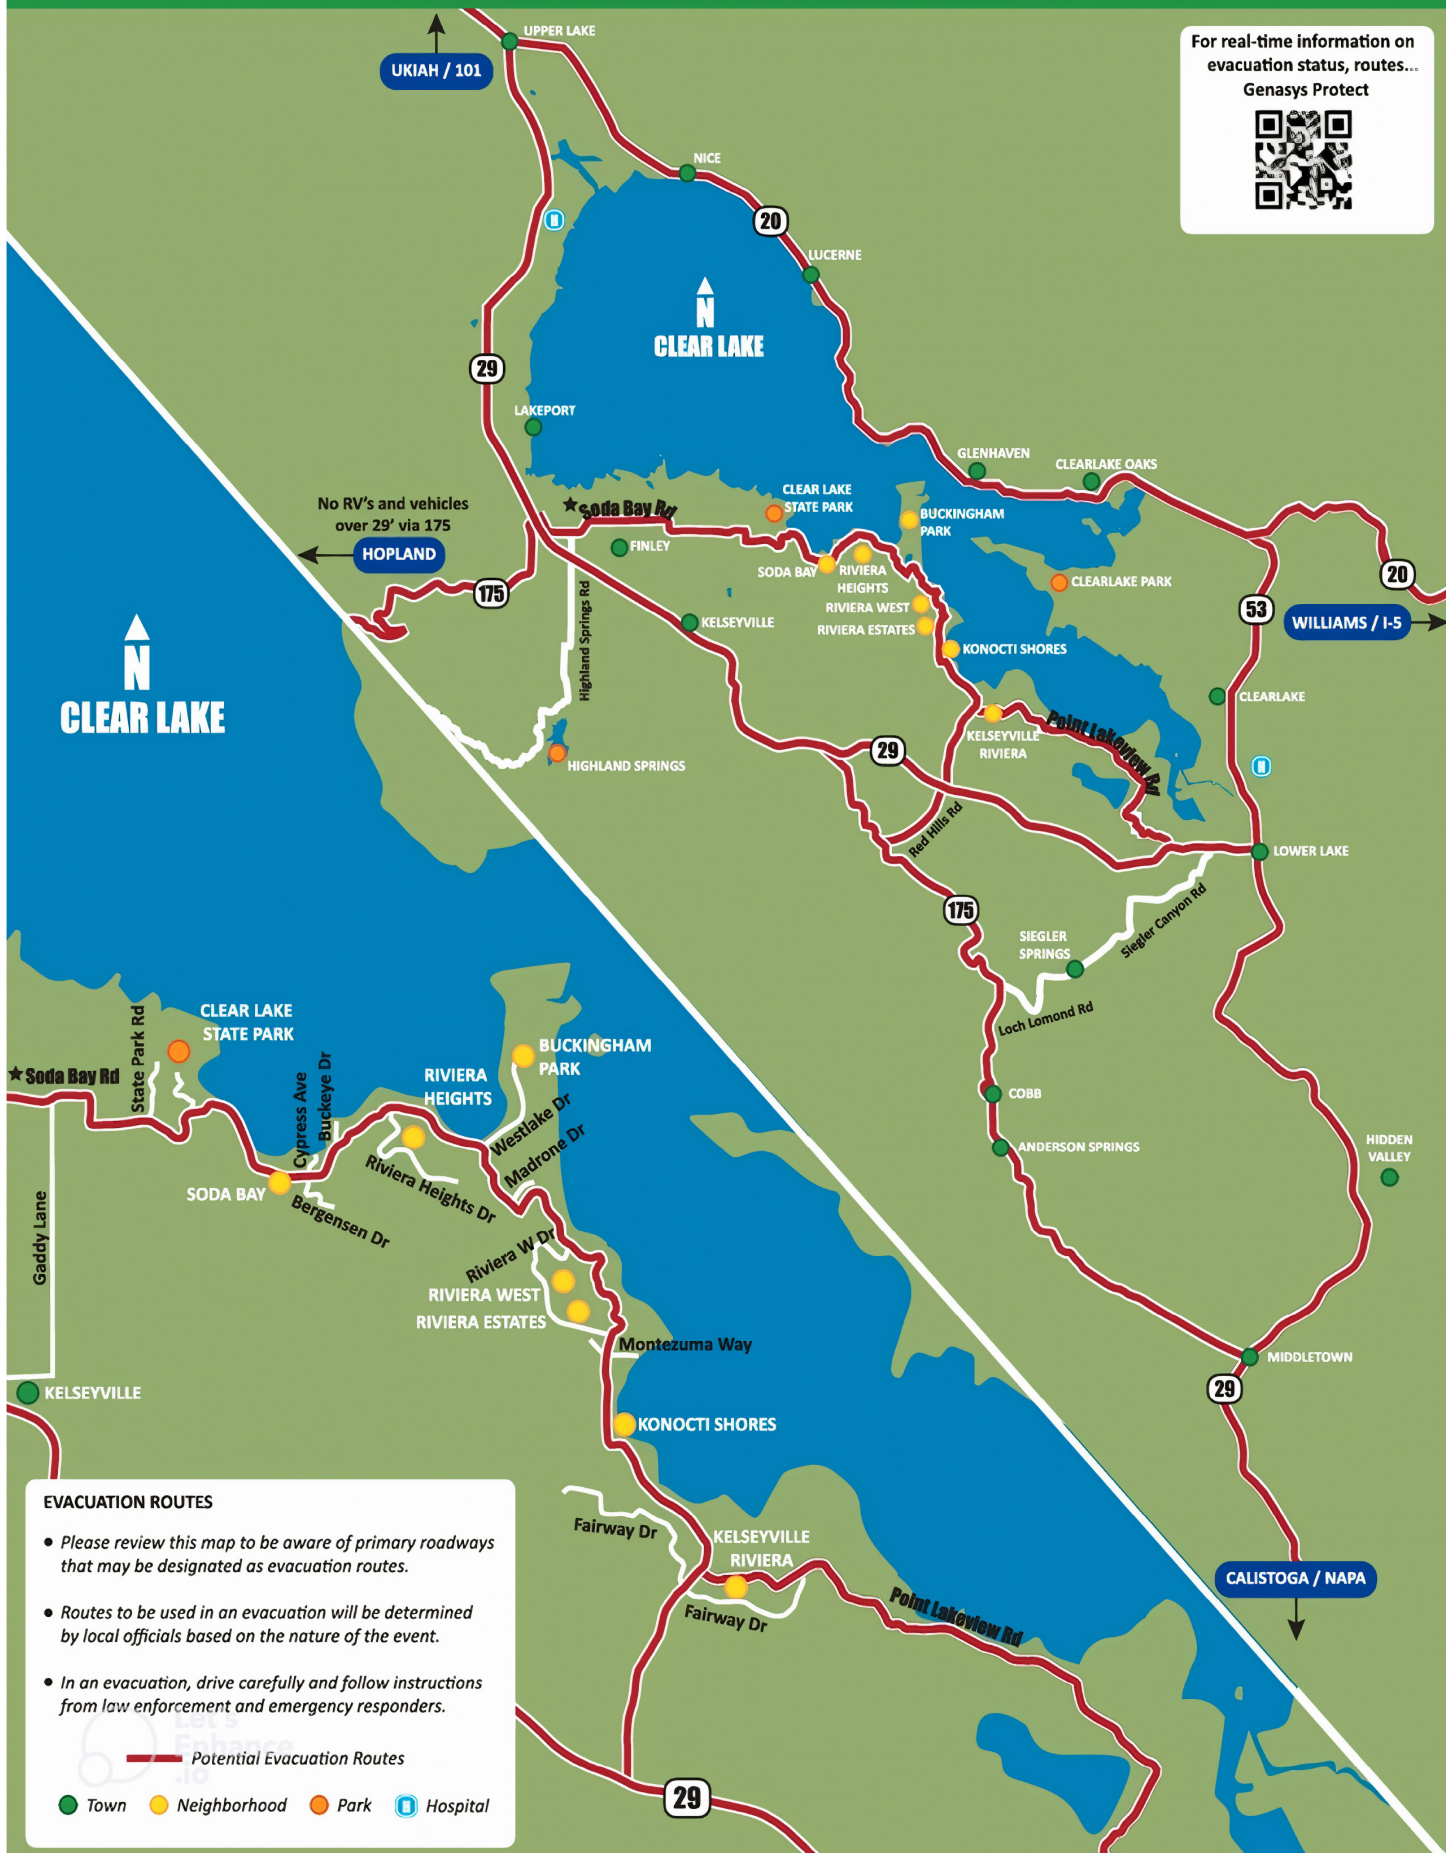 UPPER LAKE
UKIAH / 101
For real-time information on
evacuation status, routes...
Genasys Protect
NICE
20
LUCERNE
N
CLEAR LAKE
29
LAKEPORT
GLENHAVEN
CLEARLAKE OAKS
No RV's and vehicles
over 29' via 175
HOPLAND
175
Soda Bay Rd
FINLEY
CLEAR LAKE
STATE PARK
BUCKINGHAM
PARK
SODA BAY
RIVIERA
HEIGHTS
RIVIERA WEST
RIVIERA ESTATES
CLEARLAKE PARK
20
53
WILLIAMS / I-5
KELSEYVILLE
KONOCTI SHORES
Highland Springs Rd
CLEARLAKE
KELSEYVILLE
RIVIERA
Point Lakeview Rd
29
HIGHLAND SPRINGS
Red Hills Rd
LOWER LAKE
175
Siegler Canyon Rd
SIEGLER
SPRINGS
Loch Lomond Rd
COBB
ANDERSON SPRINGS
HIDDEN
VALLEY
MIDDLETOWN
29
CALISTOGA / NAPA
N
CLEAR LAKE
CLEAR LAKE
STATE PARK
State Park Rd
Soda Bay Rd
Cypress Ave
Buckeye Dr
RIVIERA
HEIGHTS
BUCKINGHAM
PARK
Westlake Dr
Madrone Dr
Riviera Heights Dr
SODA BAY
Bergensen Dr
Gaddy Lane
Riviera W Dr
RIVIERA WEST
RIVIERA ESTATES
Montezuma Way
KELSEYVILLE
KONOCTI SHORES
Fairway Dr
KELSEYVILLE
RIVIERA
Fairway Dr
Point Lakeview Rd
29
EVACUATION ROUTES
• Please review this map to be aware of primary roadways
that may be designated as evacuation routes.
• Routes to be used in an evacuation will be determined
by local officials based on the nature of the event.
• In an evacuation, drive carefully and follow instructions
from law enforcement and emergency responders.
Let's
Enhance
.io
Potential Evacuation Routes
Town
Neighborhood
Park
H
Hospital